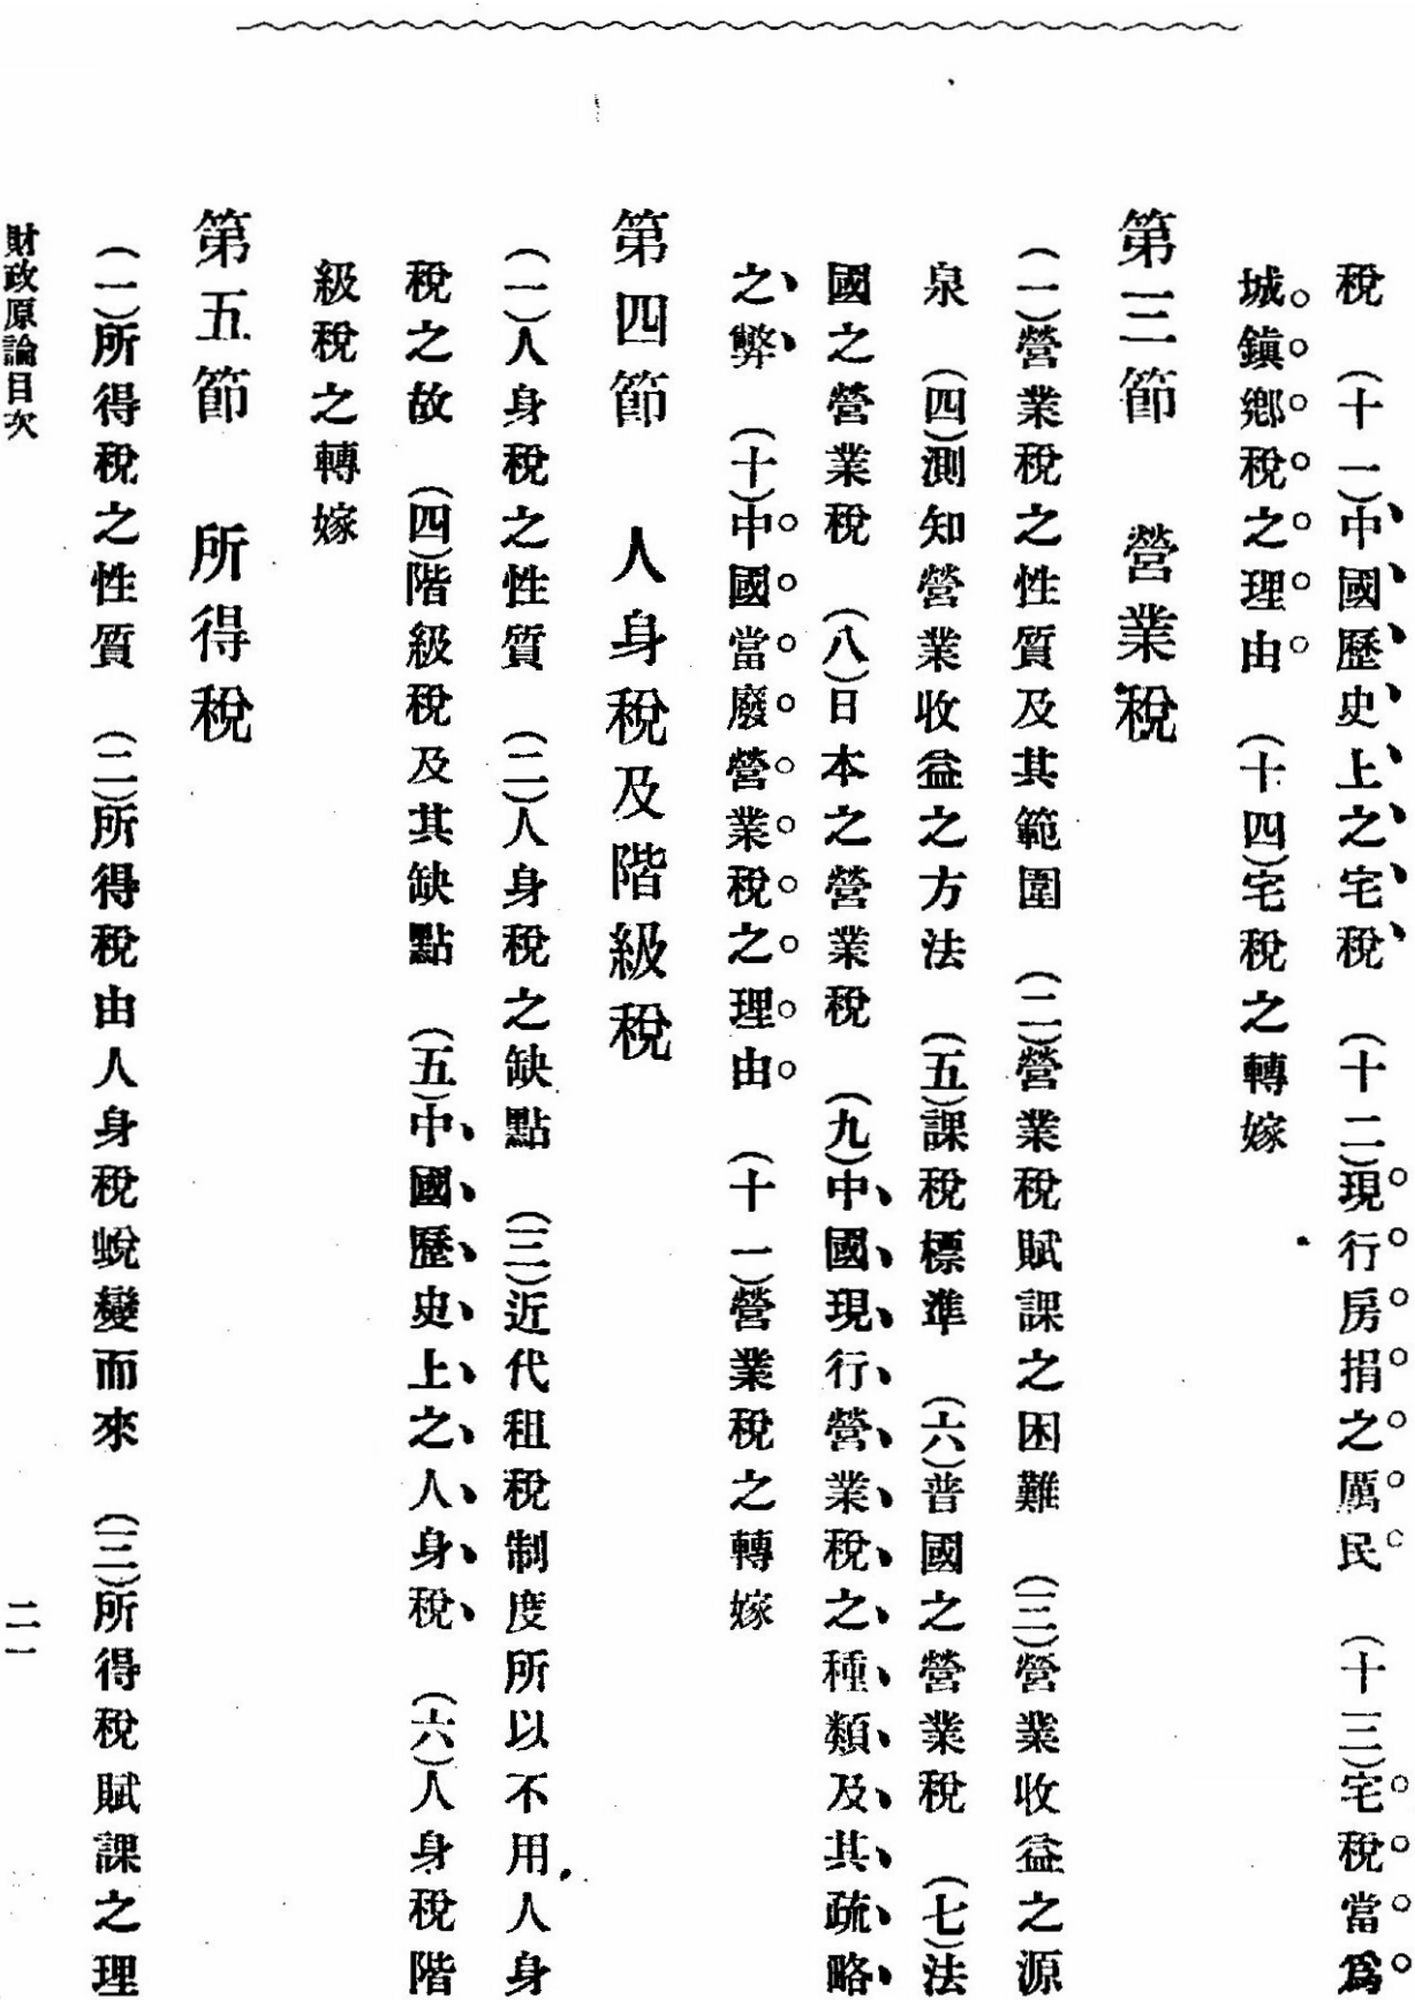 稅　(十一)中國歷史上之宅稅　(十二)現行房捐之厲民　(十三)宅稅當爲
城鎭鄕稅之理由　(十四)宅稅之轉嫁
第三節　營業稅
(一)營業稅之性質及其範圍　(二)營業稅賦課之困難　(三)營業收益之源
泉　(四)測知營業收益之方法　(五)課稅標準　(六)普國之營業稅　(七)法
國之營業稅　(八)日本之營業稅　(九)中國現行營業稅之種類及其疏略
之弊　(十)中國當廢營業稅之理由　(十一)營業稅之轉嫁
第四節　人身稅及階級稅
(一)人身稅之性質　(二)人身稅之缺點　(三)近代租稅制度所以不用人身
稅之故　(四)階級稅及其缺點　(五)中國歷史上之人身稅　(六)人身稅階
級稅之轉嫁
第五節　所得稅
(一)所得稅之性質　(二)所得稅由人身稅蛻變而來　(三)所得稅賦課之理
財政原論目次　二一